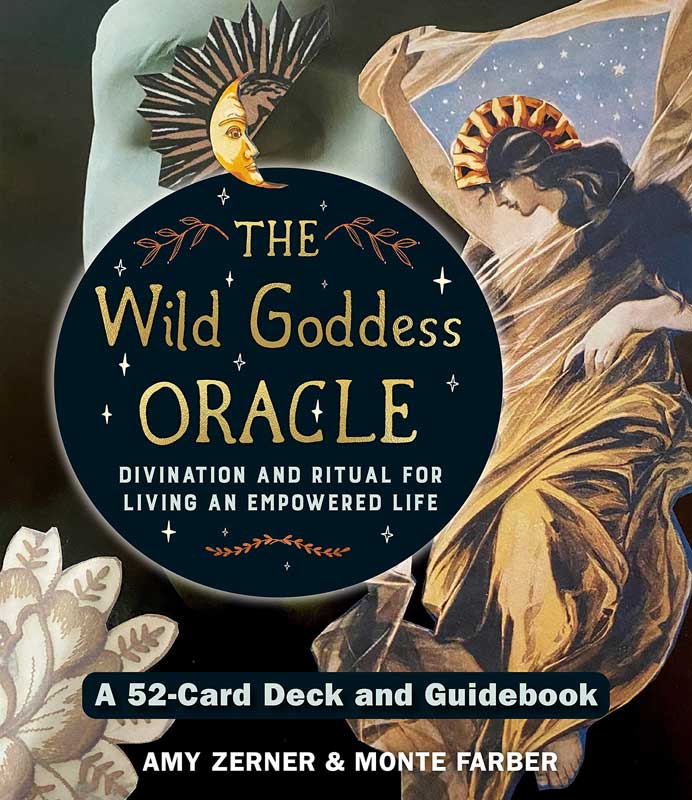 THE
Wild Goddess
ORACLE
DIVINATION AND RITUAL FOR
LIVING AN EMPOWERED LIFE
A 52-Card Deck and Guidebook
AMY ZERNER & MONTE FARBER